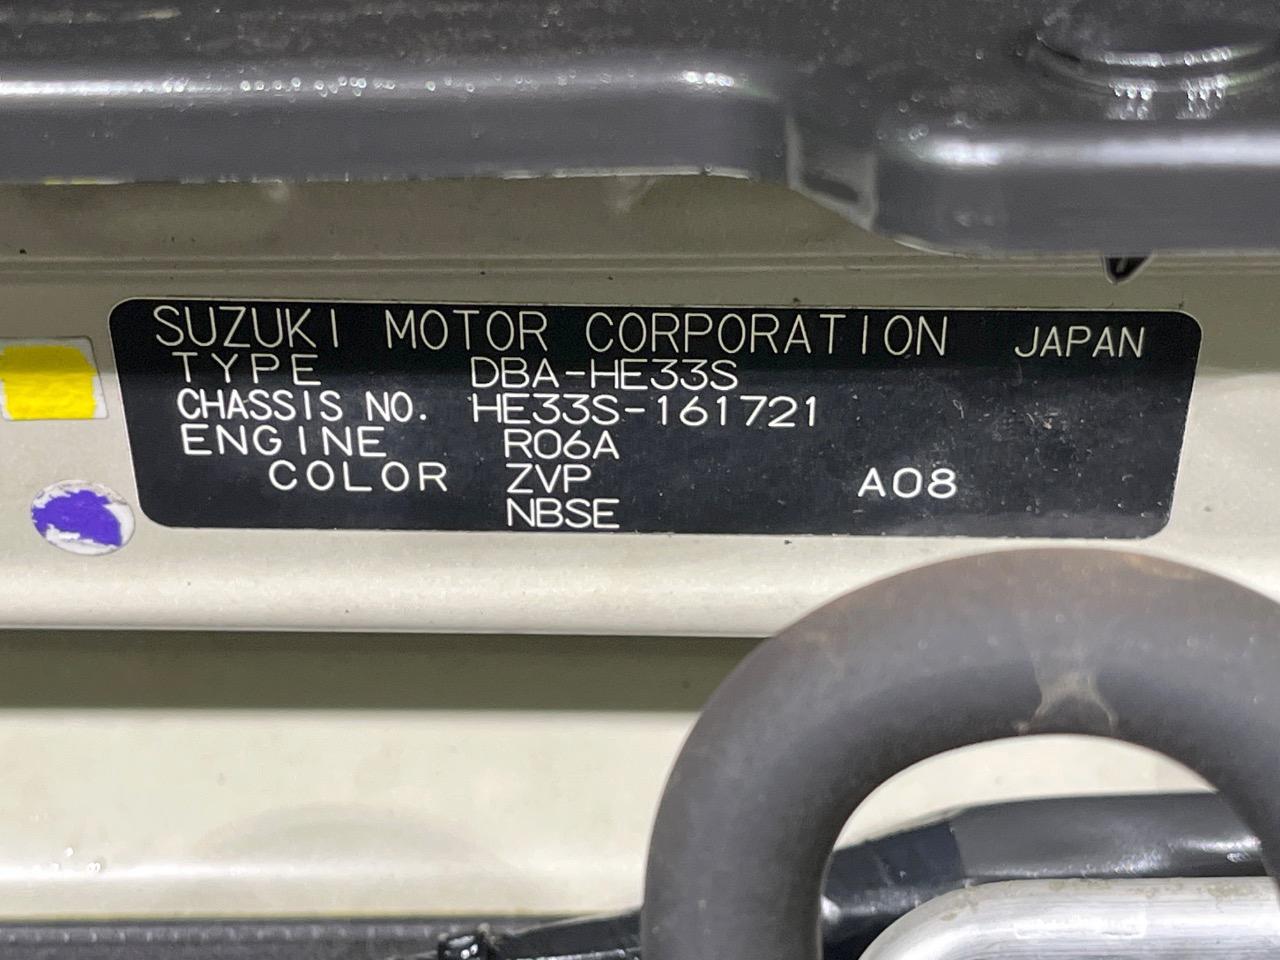 SUZUKI MOTOR CORPORATION JAPAN
TYPE DBA-HE33S
CHASSIS NO. HE33S-161721
ENGINE R06A
COLOR ZVP A08
NBSE